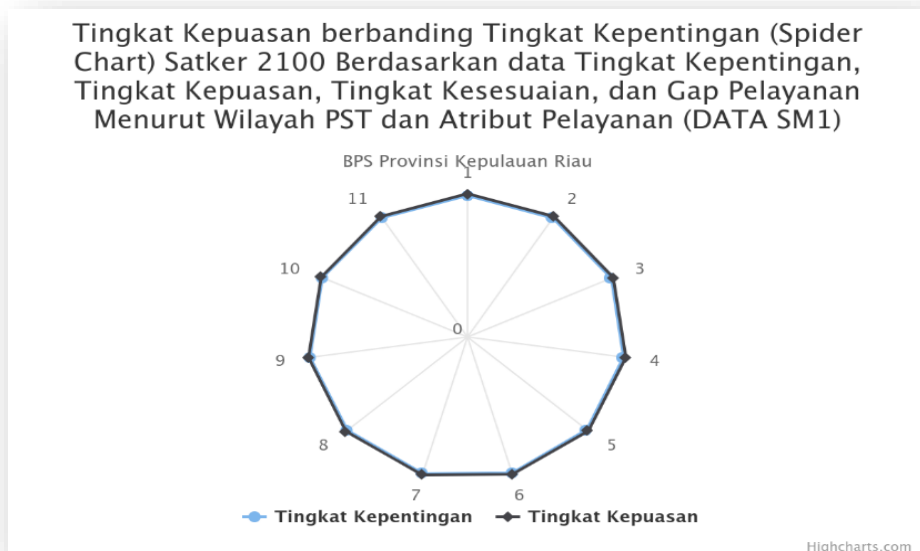 Tingkat Kepuasan berbanding Tingkat Kepentingan (Spider
Chart) Satker 2100 Berdasarkan data Tingkat Kepentingan,
Tingkat Kepuasan, Tingkat Kesesuaian, dan Gap Pelayanan
Menurut Wilayah PST dan Atribut Pelayanan (DATA SM1)
BPS Provinsi Kepulauan Riau
1
11
2
10
3
0
9
4
8
5
7
6
Tingkat Kepentingan
Tingkat Kepuasan
Highcharts.com